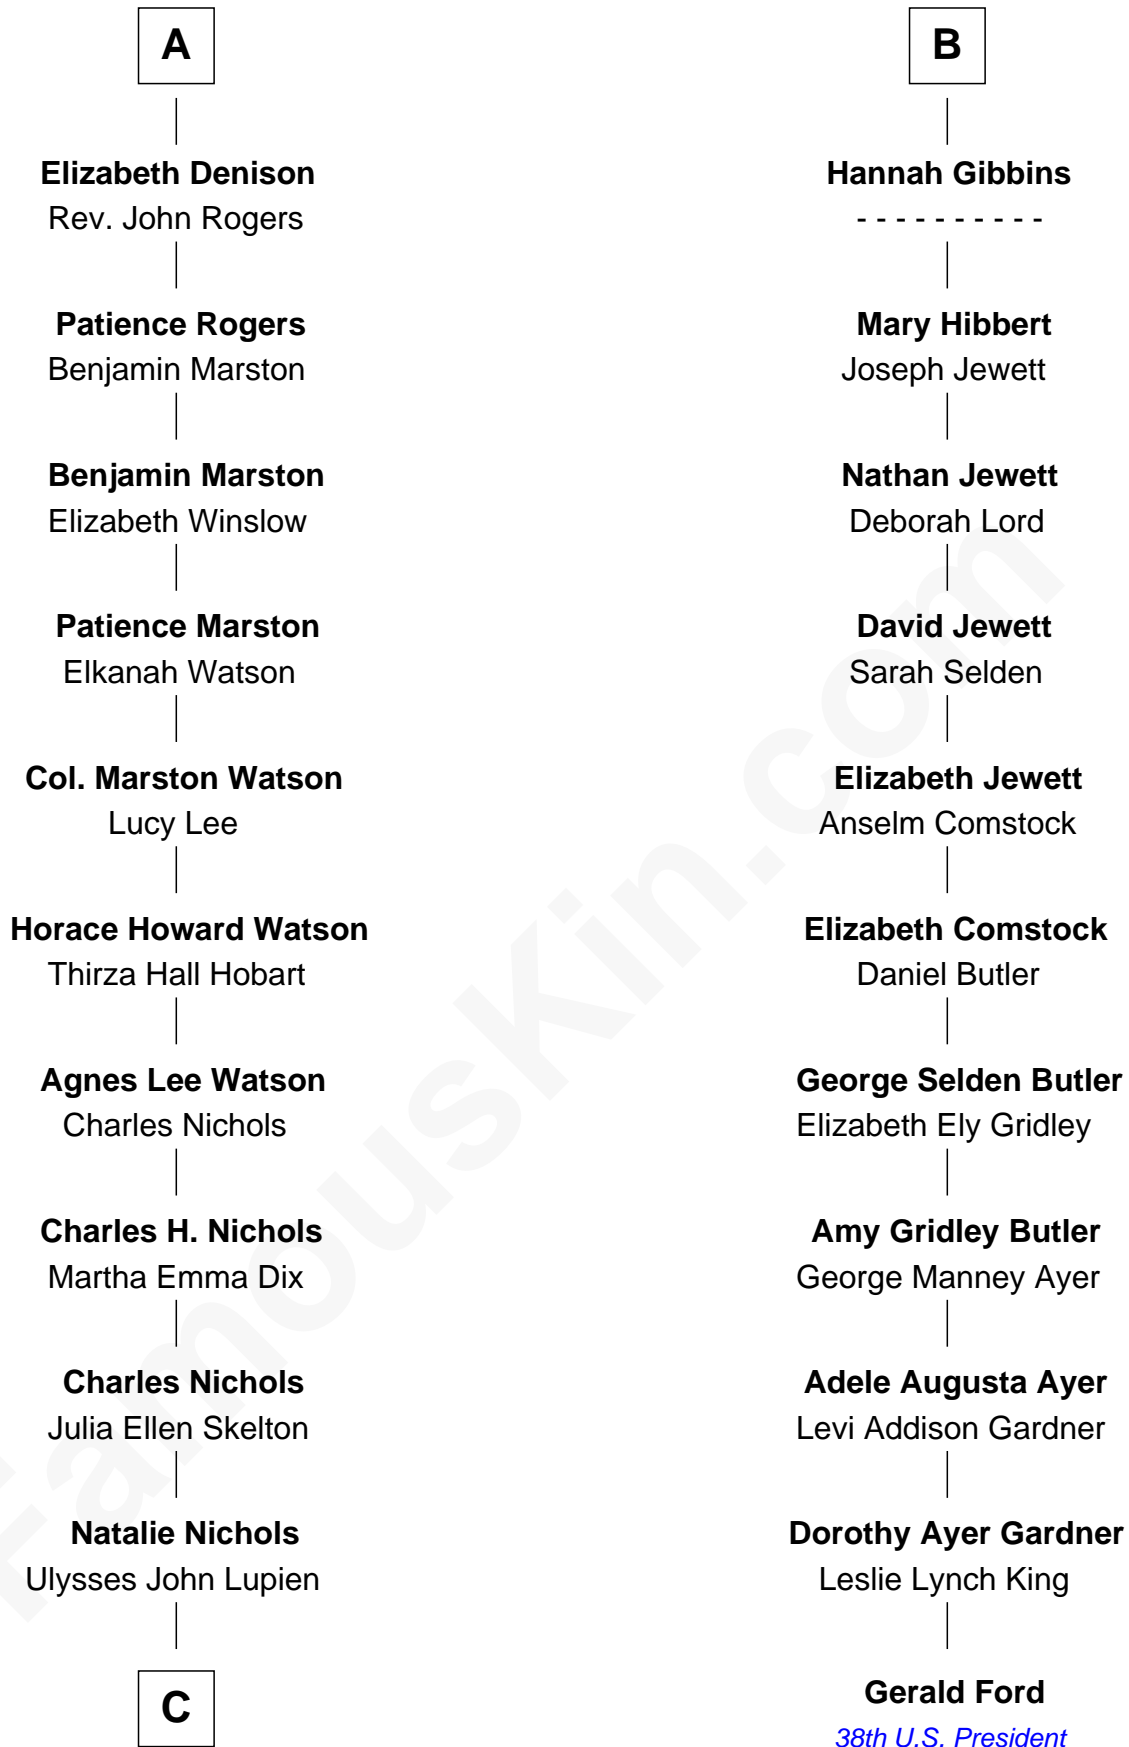 A
Elizabeth Denison
Rev. John Rogers
Patience Rogers
Benjamin Marston
Benjamin Marston
Elizabeth Winslow
Patience Marston
Elkanah Watson
Col. Marston Watson
Lucy Lee
Horace Howard Watson
Thirza Hall Hobart
Agnes Lee Watson
Charles Nichols
Charles H. Nichols
Martha Emma Dix
Charles Nichols
Julia Ellen Skelton
Natalie Nichols
Ulysses John Lupien
C
B
Hannah Gibbins
- - - - - - - - - -
Mary Hibbert
Joseph Jewett
Nathan Jewett
Deborah Lord
David Jewett
Sarah Selden
Elizabeth Jewett
Anselm Comstock
Elizabeth Comstock
Daniel Butler
George Selden Butler
Elizabeth Ely Gridley
Amy Gridley Butler
George Manney Ayer
Adele Augusta Ayer
Levi Addison Gardner
Dorothy Ayer Gardner
Leslie Lynch King
Gerald Ford
38th U.S. President
FamousKin.com